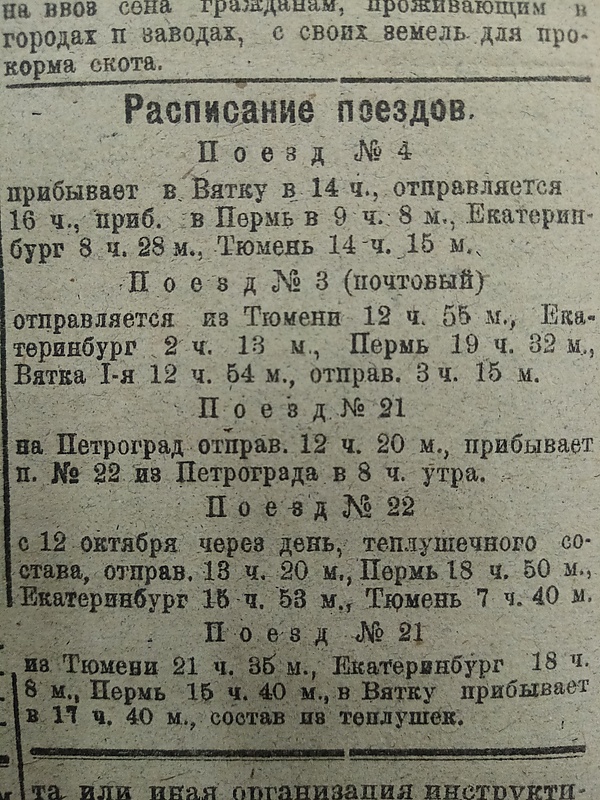 на ввоз сена гражданам, проживающим в
городах п заводах, с своих земель для про-
корма скота.
Расписание поездов.
Поезд № 4
прибывает в Вятку в 14 ч., отправляется
16 ч., приб. в Пермь в 9 ч. 8 м., Екатерин-
бург 8 ч. 28 м., Тюмень 14 ч. 15 м.
Поезд № 3 (почтовый)
отправляется из Тюмени 12 ч. 55 м., Ека-
теринбург 2 ч. 13 м., Пермь 19 ч. 32 м.,
Вятка I-я 12 ч. 54 м., отправ. 3 ч. 15 м.
Поезд № 21
на Петроград отправ. 12 ч. 20 м., прибывает
п. № 22 из Петрограда в 8 ч. утра.
Поезд № 22
с 12 октября через день, теплушечного со-
става, отправ. 13 ч. 20 м., Пермь 18 ч. 50 м.,
Екатеринбург 15 ч. 53 м., Тюмень 7 ч. 40 м.
Поезд № 21
из Тюмени 21 ч. 35 м., Екатеринбург 18 ч.
8 м., Пермь 15 ч. 40 м., в Вятку прибывает
в 17 ч. 40 м., состав из теплушек.
та или иная организация инструкти-